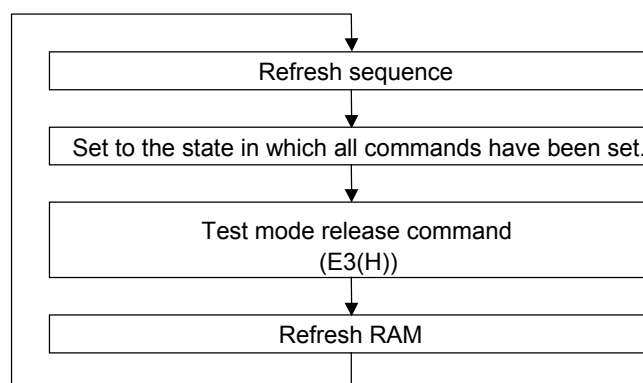 Refresh sequence
Set to the state in which all commands have been set.
Test mode release command
(E3(H))
Refresh RAM